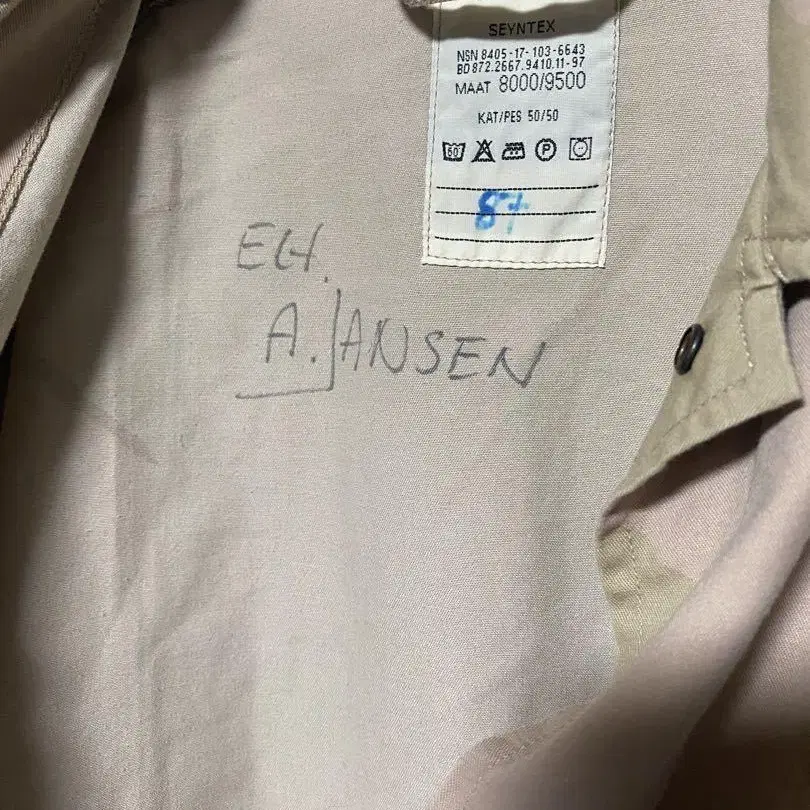 SEYNTEX
NSN 8405-17-103-6643
BD 872.2667.9410.11-97
MAAT 8000/9500
KAT/PES 50/50
60 P
87
EH.
A. JANSEN